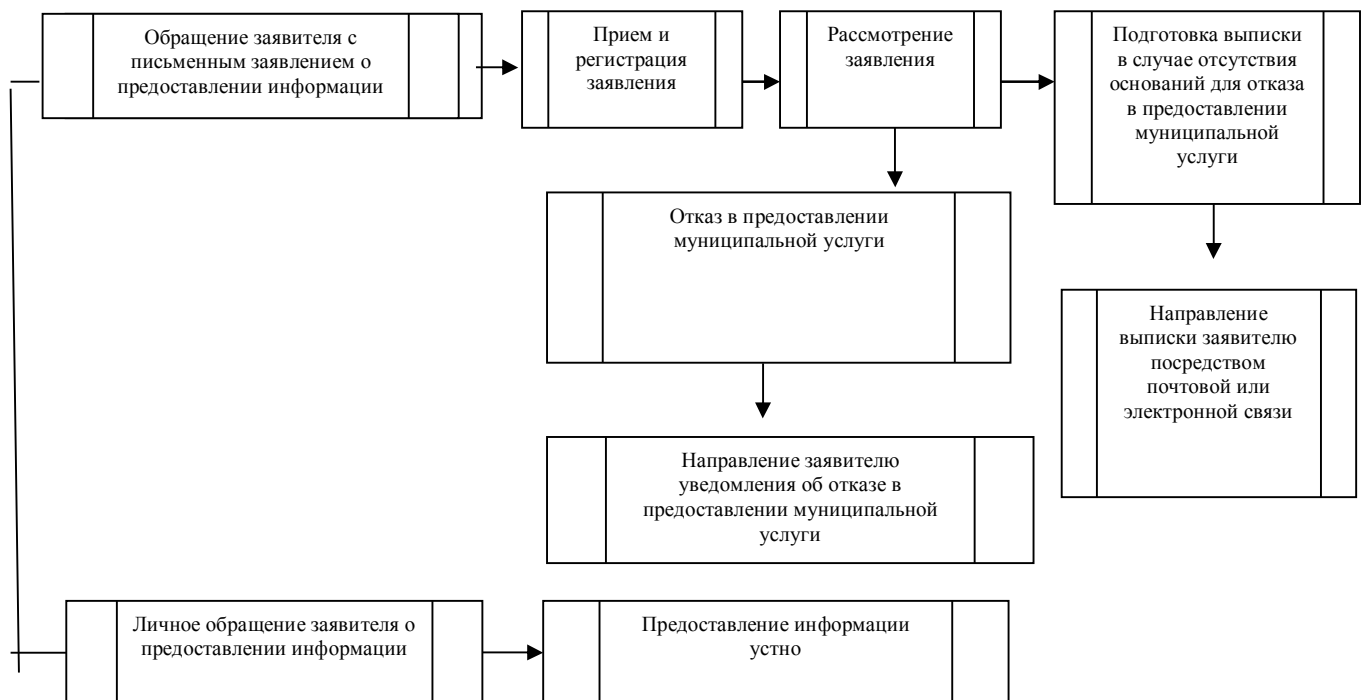 Обращение заявителя с
письменным заявлением о
предоставлении информации
Прием и
регистрация
заявления
Рассмотрение
заявления
Подготовка выписки
в случае отсутствия
оснований для отказа
в предоставлении
муниципальной
услуги
Отказ в предоставлении
муниципальной услуги
Направление
выписки заявителю
посредством
почтовой или
электронной связи
Направление заявителю
уведомления об отказе в
предоставлении муниципальной
услуги
Личное обращение заявителя о
предоставлении информации
Предоставление информации
устно